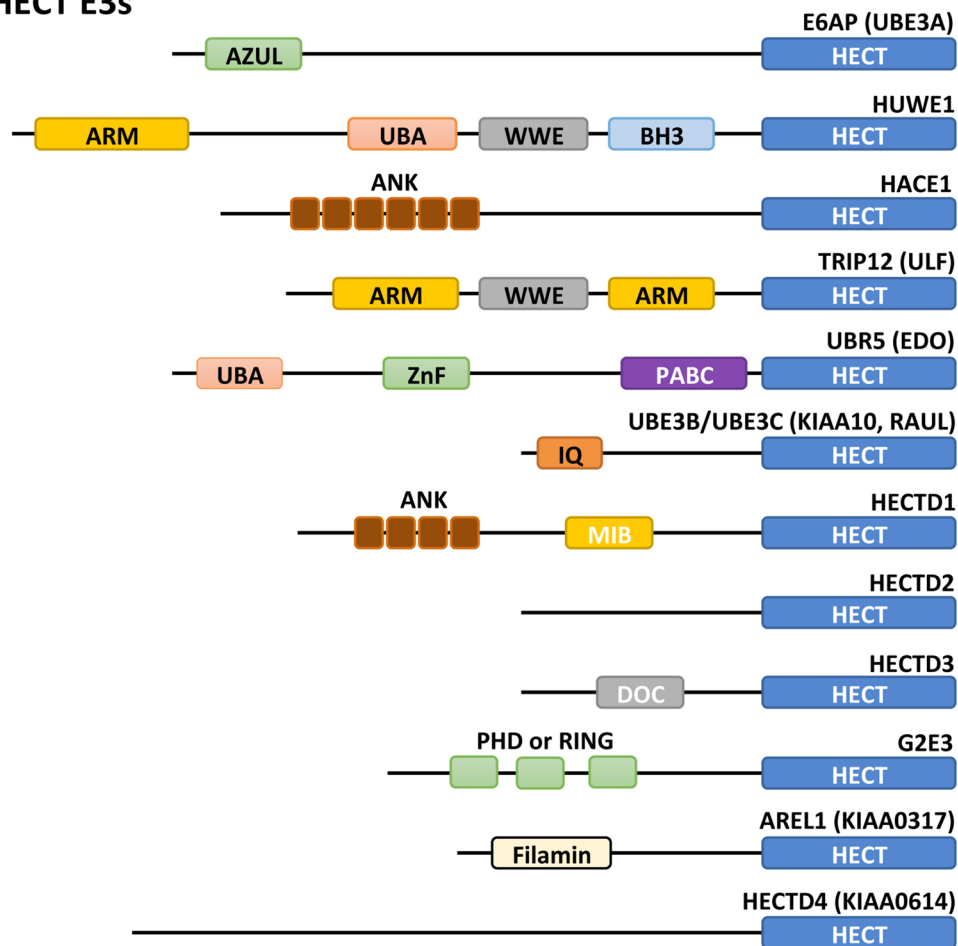 HECT E3s
E6AP (UBE3A)
AZUL HECT
HUWE1
ARM UBA WWE BH3 HECT
ANK HACE1
HECT
TRIP12 (ULF)
ARM WWE ARM HECT
UBR5 (EDO)
UBA ZnF PABC HECT
UBE3B/UBE3C (KIAA10, RAUL)
IQ HECT
ANK HECTD1
MIB HECT
HECTD2
HECT
HECTD3
DOC HECT
PHD or RING G2E3
HECT
AREL1 (KIAA0317)
Filamin HECT
HECTD4 (KIAA0614)
HECT